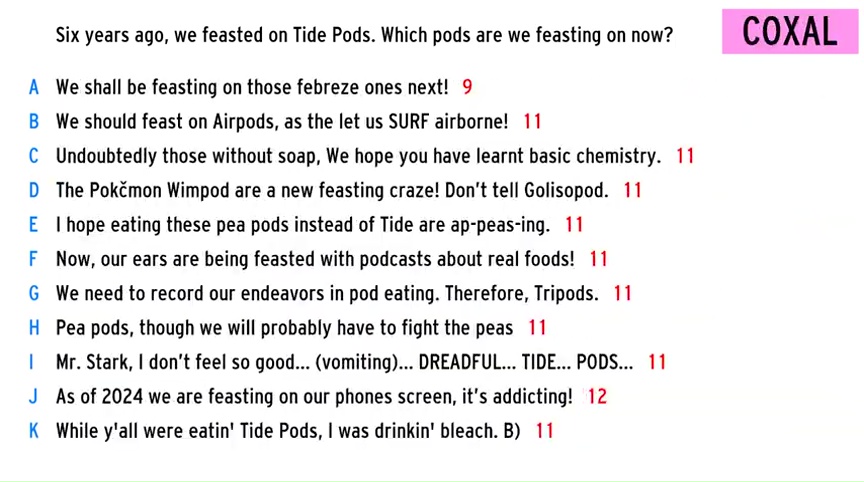 Six years ago, we feasted on Tide Pods. Which pods are we feasting on now?
COXAL
A We shall be feasting on those febreze ones next! 9
B We should feast on Airpods, as the let us SURF airborne! 11
C Undoubtedly those without soap, We hope you have learnt basic chemistry. 11
D The Pokčmon Wimpod are a new feasting craze! Don't tell Golisopod. 11
E I hope eating these pea pods instead of Tide are ap-peas-ing. 11
F Now, our ears are being feasted with podcasts about real foods! 11
G We need to record our endeavors in pod eating. Therefore, Tripods. 11
H Pea pods, though we will probably have to fight the peas 11
I Mr. Stark, I don't feel so good... (vomiting)... DREADFUL... TIDE... PODS... 11
J As of 2024 we are feasting on our phones screen, it's addicting! 12
K While y'all were eatin' Tide Pods, I was drinkin' bleach. B) 11